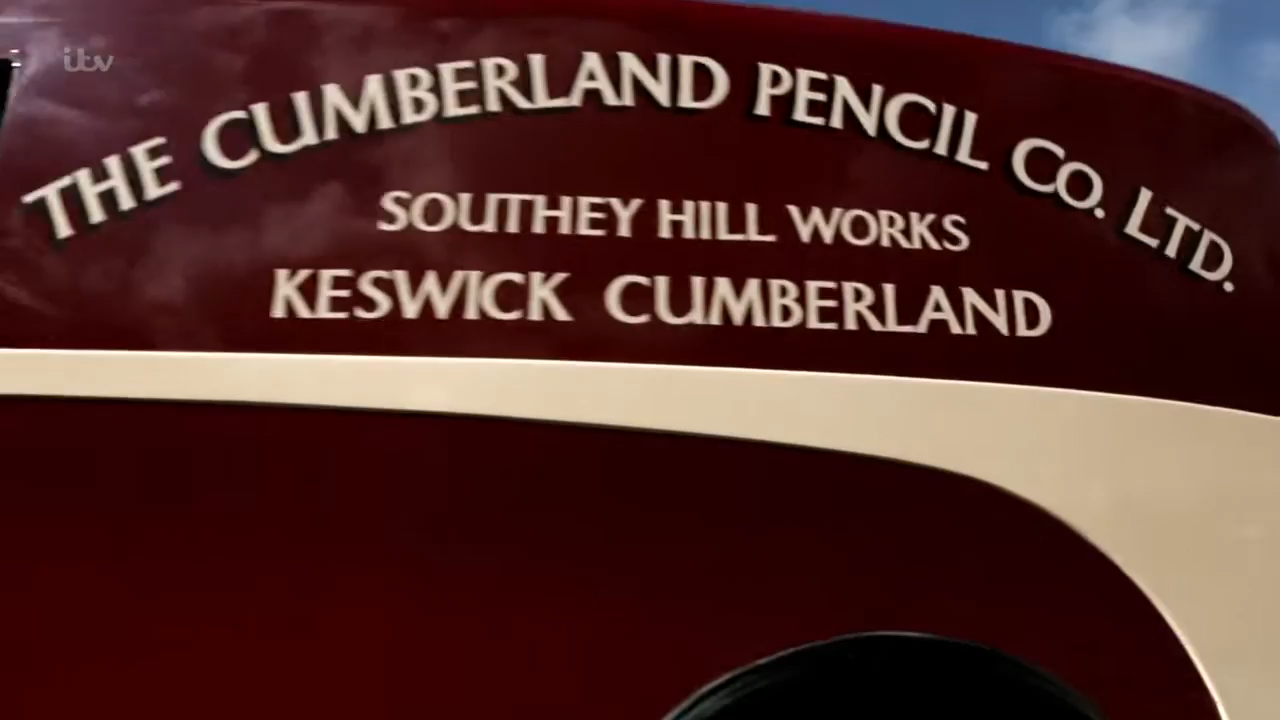 itv
THE CUMBERLAND PENCIL CO. LTD.
SOUTHEY HILL WORKS
KESWICK CUMBERLAND